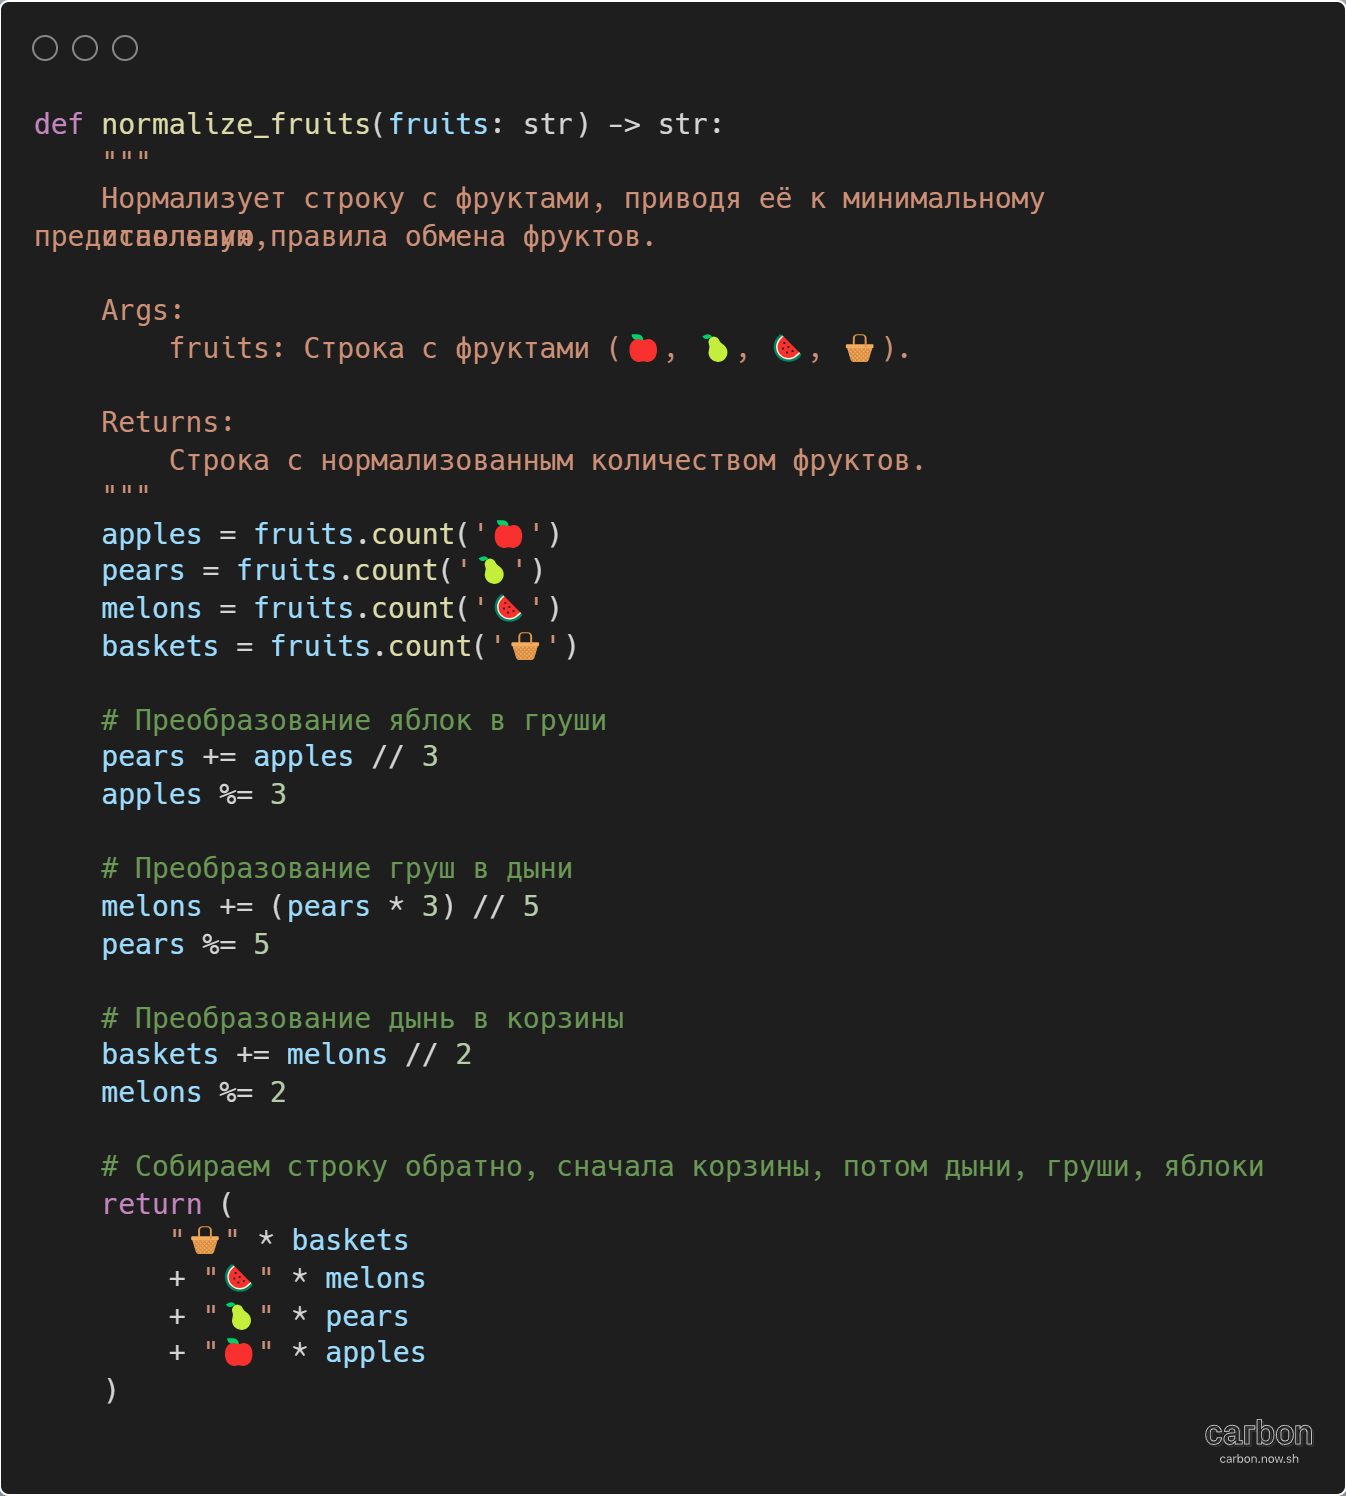 def normalize_fruits(fruits: str) -> str:
"""
Нормализует строку с фруктами, приводя её к минимальному
представлению,
используя правила обмена фруктов.
Args:
fruits: Строка с фруктами (🍎, 🍐, 🍉, 🧺).
Returns:
Строка с нормализованным количеством фруктов.
"""
apples = fruits.count('🍎')
pears = fruits.count('🍐')
melons = fruits.count('🍉')
baskets = fruits.count('🧺')
# Преобразование яблок в груши
pears += apples // 3
apples %= 3
# Преобразование груш в дыни
melons += (pears * 3) // 5
pears %= 5
# Преобразование дынь в корзины
baskets += melons // 2
melons %= 2
# Собираем строку обратно, сначала корзины, потом дыни, груши, яблоки
return (
"🧺" * baskets
+ "🍉" * melons
+ "🍐" * pears
+ "🍎" * apples
)
carbon
carbon.now.sh